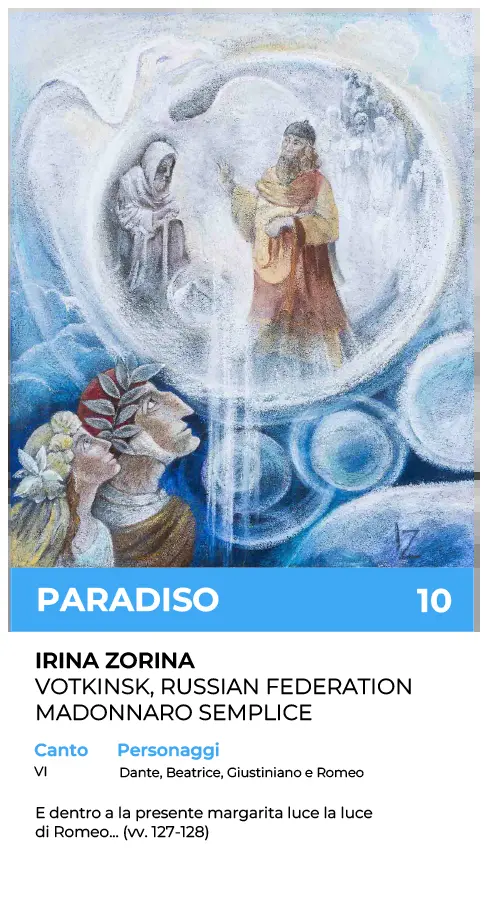 IZ
PARADISO 10
IRINA ZORINA
VOTKINSK, RUSSIAN FEDERATION
MADONNARO SEMPLICE
Canto Personaggi
VI Dante, Beatrice, Giustiniano e Romeo
E dentro a la presente margarita luce la luce
di Romeo... (vv. 127-128)